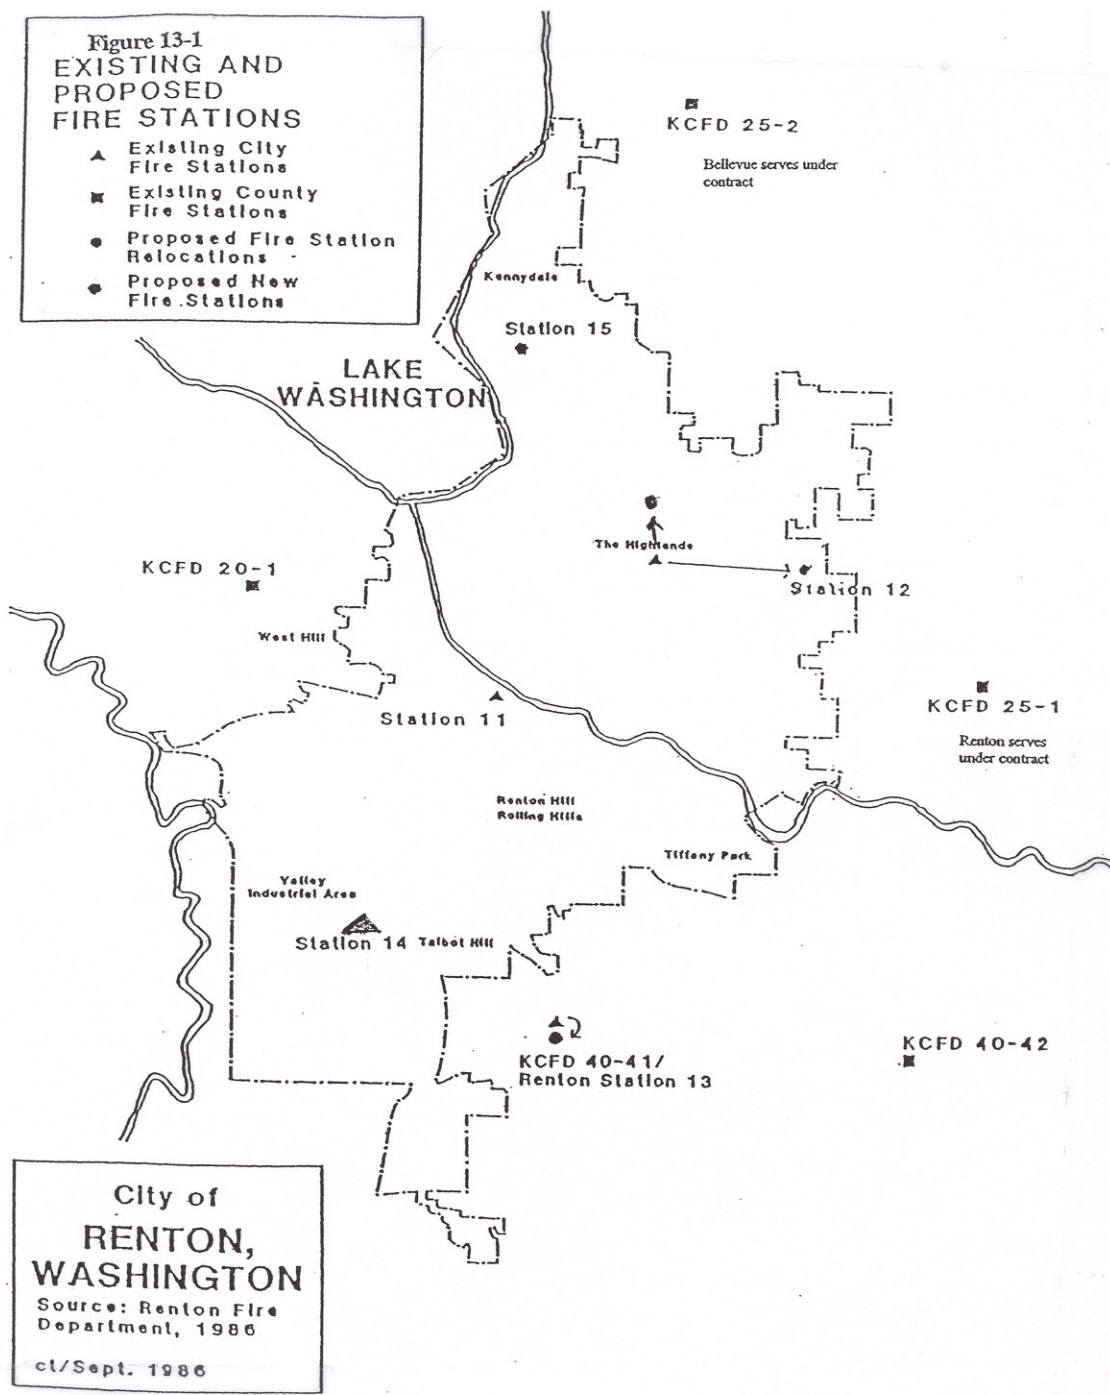 Figure 13-1
EXISTING AND
PROPOSED
FIRE STATIONS
Existing City
Fire Stations
Existing County
Fire Stations
Proposed Fire Station
Relocations
Proposed New
Fire Stations
KCFD 25-2
Bellevue serves under
contract
Kennydale
Station 15
LAKE
WASHINGTON
The Highlands
Station 12
KCFD 20-1
West Hill
Station 11
KCFD 25-1
Renton serves
under contract
Renton Hill
Rolling Hills
Tiffany Park
Valley
Industrial Area
Station 14
Talbot Hill
KCFD 40-41/
Renton Station 13
KCFD 40-42
City of
RENTON,
WASHINGTON
Source: Renton Fire
Department, 1986
ct/Sept. 1986